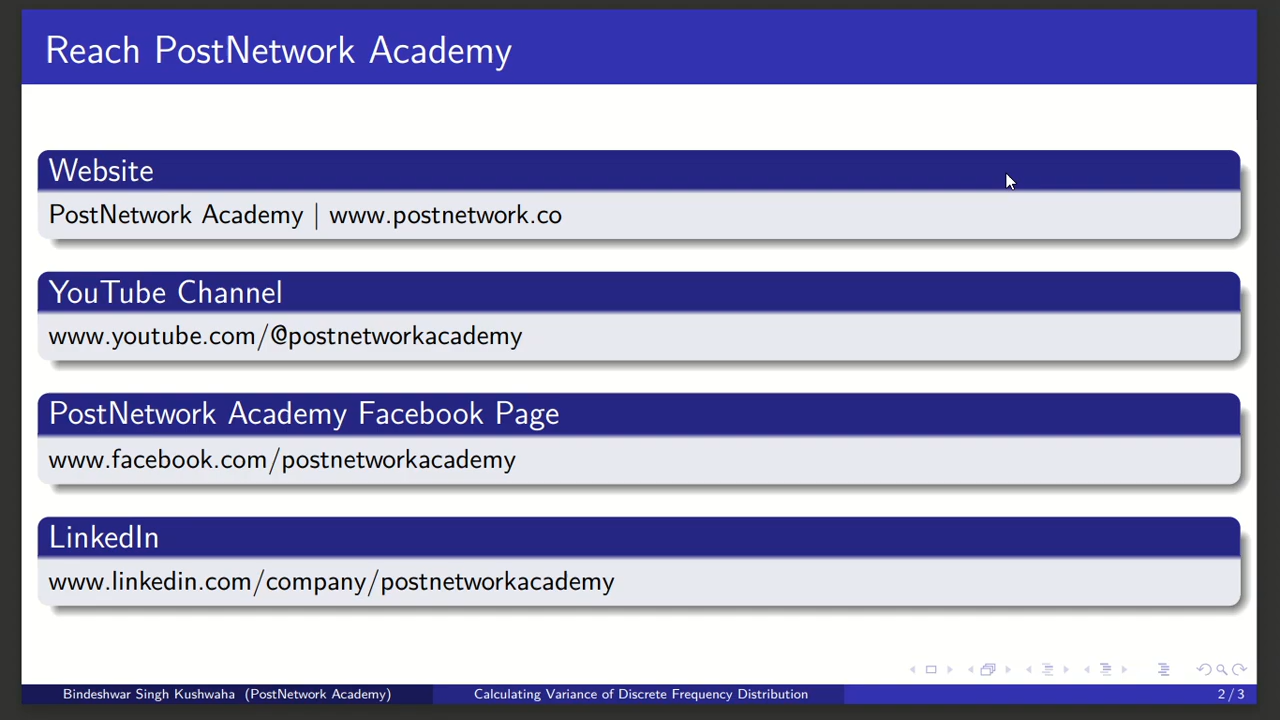 Reach PostNetwork Academy
Website
PostNetwork Academy | www.postnetwork.co
YouTube Channel
www.youtube.com/@postnetworkacademy
PostNetwork Academy Facebook Page
www.facebook.com/postnetworkacademy
LinkedIn
www.linkedin.com/company/postnetworkacademy
Bindeshwar Singh Kushwaha (PostNetwork Academy) Calculating Variance of Discrete Frequency Distribution 2 / 3